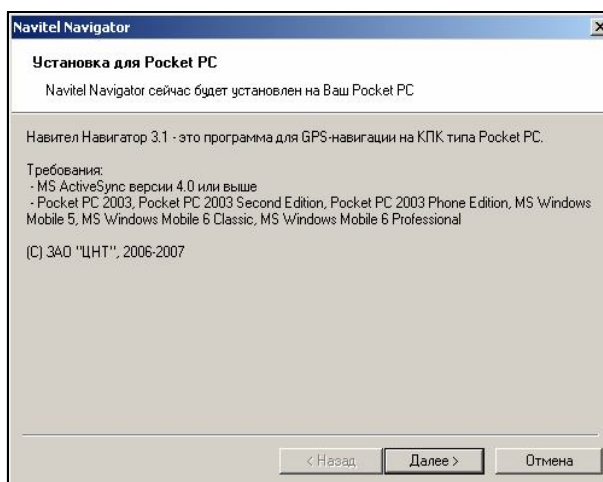 Navitel Navigator
Установка для Pocket PC
Navitel Navigator сейчас будет установлен на Ваш Pocket PC
Навител Навигатор 3.1 - это программа для GPS-навигации на КПК типа Pocket PC.
Требования:
- MS ActiveSync версии 4.0 или выше
- Pocket PC 2003, Pocket PC 2003 Second Edition, Pocket PC 2003 Phone Edition, MS Windows
Mobile 5, MS Windows Mobile 6 Classic, MS Windows Mobile 6 Professional
(C) ЗАО "ЦНТ", 2006-2007
< Назад
Далее >
Отмена